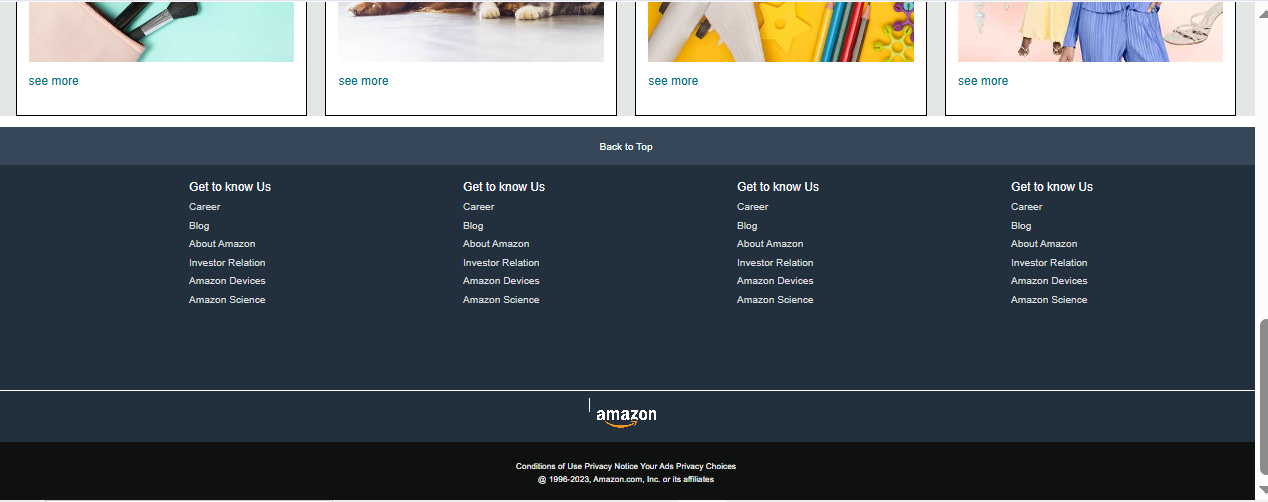 see more see more see more see more
Back to Top
Get to know Us
Career
Blog
About Amazon
Investor Relation
Amazon Devices
Amazon Science
Get to know Us
Career
Blog
About Amazon
Investor Relation
Amazon Devices
Amazon Science
Get to know Us
Career
Blog
About Amazon
Investor Relation
Amazon Devices
Amazon Science
Get to know Us
Career
Blog
About Amazon
Investor Relation
Amazon Devices
Amazon Science
amazon
Conditions of Use Privacy Notice Your Ads Privacy Choices
@ 1996-2023, Amazon.com, Inc. or its affiliates